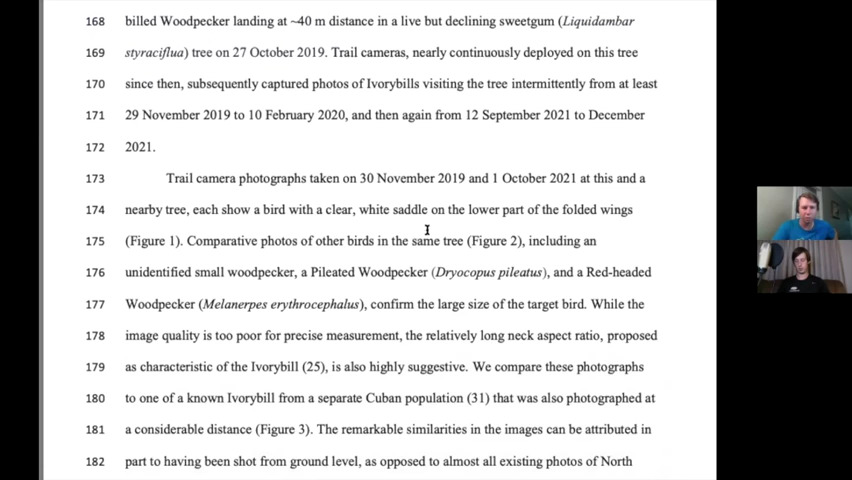 168 billed Woodpecker landing at ~40 m distance in a live but declining sweetgum (Liquidambar
169 styraciflua) tree on 27 October 2019. Trail cameras, nearly continuously deployed on this tree
170 since then, subsequently captured photos of Ivorybills visiting the tree intermittently from at least
171 29 November 2019 to 10 February 2020, and then again from 12 September 2021 to December
172 2021.
173 Trail camera photographs taken on 30 November 2019 and 1 October 2021 at this and a
174 nearby tree, each show a bird with a clear, white saddle on the lower part of the folded wings
175 (Figure 1). Comparative photos of other birds in the same tree (Figure 2), including an
176 unidentified small woodpecker, a Pileated Woodpecker (Dryocopus pileatus), and a Red-headed
177 Woodpecker (Melanerpes erythrocephalus), confirm the large size of the target bird. While the
178 image quality is too poor for precise measurement, the relatively long neck aspect ratio, proposed
179 as characteristic of the Ivorybill (25), is also highly suggestive. We compare these photographs
180 to one of a known Ivorybill from a separate Cuban population (31) that was also photographed at
181 a considerable distance (Figure 3). The remarkable similarities in the images can be attributed in
182 part to having been shot from ground level, as opposed to almost all existing photos of North